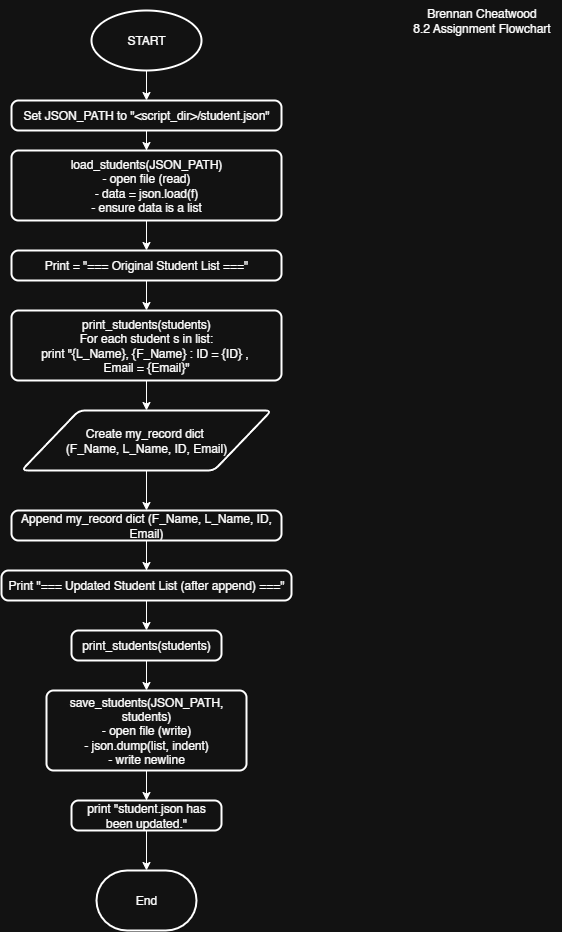 Brennan Cheatwood
8.2 Assignment Flowchart
START
Set JSON_PATH to "<script_dir>/student.json"
load_students(JSON_PATH)
- open file (read)
- data = json.load(f)
- ensure data is a list
Print = "=== Original Student List ==="
print_students(students)
For each student s in list:
print "{L_Name}, {F_Name} : ID = {ID} ,
Email = {Email}"
Create my_record dict
(F_Name, L_Name, ID, Email)
Append my_record dict (F_Name, L_Name, ID,
Email)
Print "=== Updated Student List (after append) ==="
print_students(students)
save_students(JSON_PATH,
students)
- open file (write)
- json.dump(list, indent)
- write newline
print "student.json has
been updated."
End